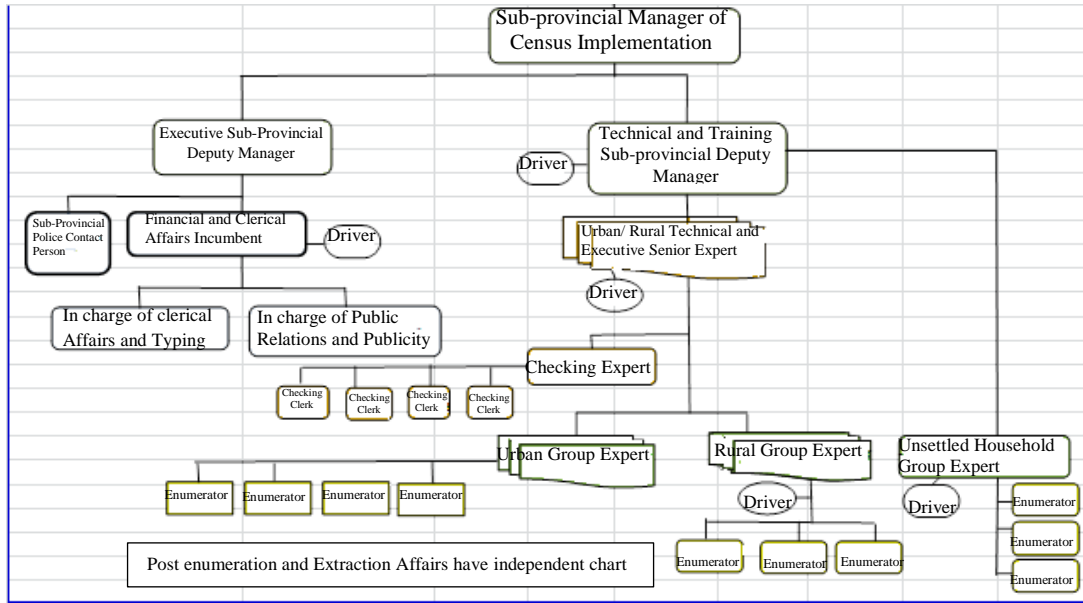 Sub-provincial Manager of
Census Implementation
Executive Sub-Provincial
Deputy Manager
Technical and Training
Sub-provincial Deputy
Manager
Driver
Sub-Provincial
Police Contact
Person
Financial and Clerical
Affairs Incumbent
Driver
Urban/ Rural Technical and
Executive Senior Expert
Driver
In charge of clerical
Affairs and Typing
In charge of Public
Relations and Publicity
Checking Expert
Checking
Clerk
Checking
Clerk
Checking
Clerk
Checking
Clerk
Urban Group Expert
Rural Group Expert
Unsettled Household
Group Expert
Enumerator
Enumerator
Enumerator
Enumerator
Driver
Driver
Enumerator
Enumerator
Enumerator
Enumerator
Enumerator
Enumerator
Post enumeration and Extraction Affairs have independent chart